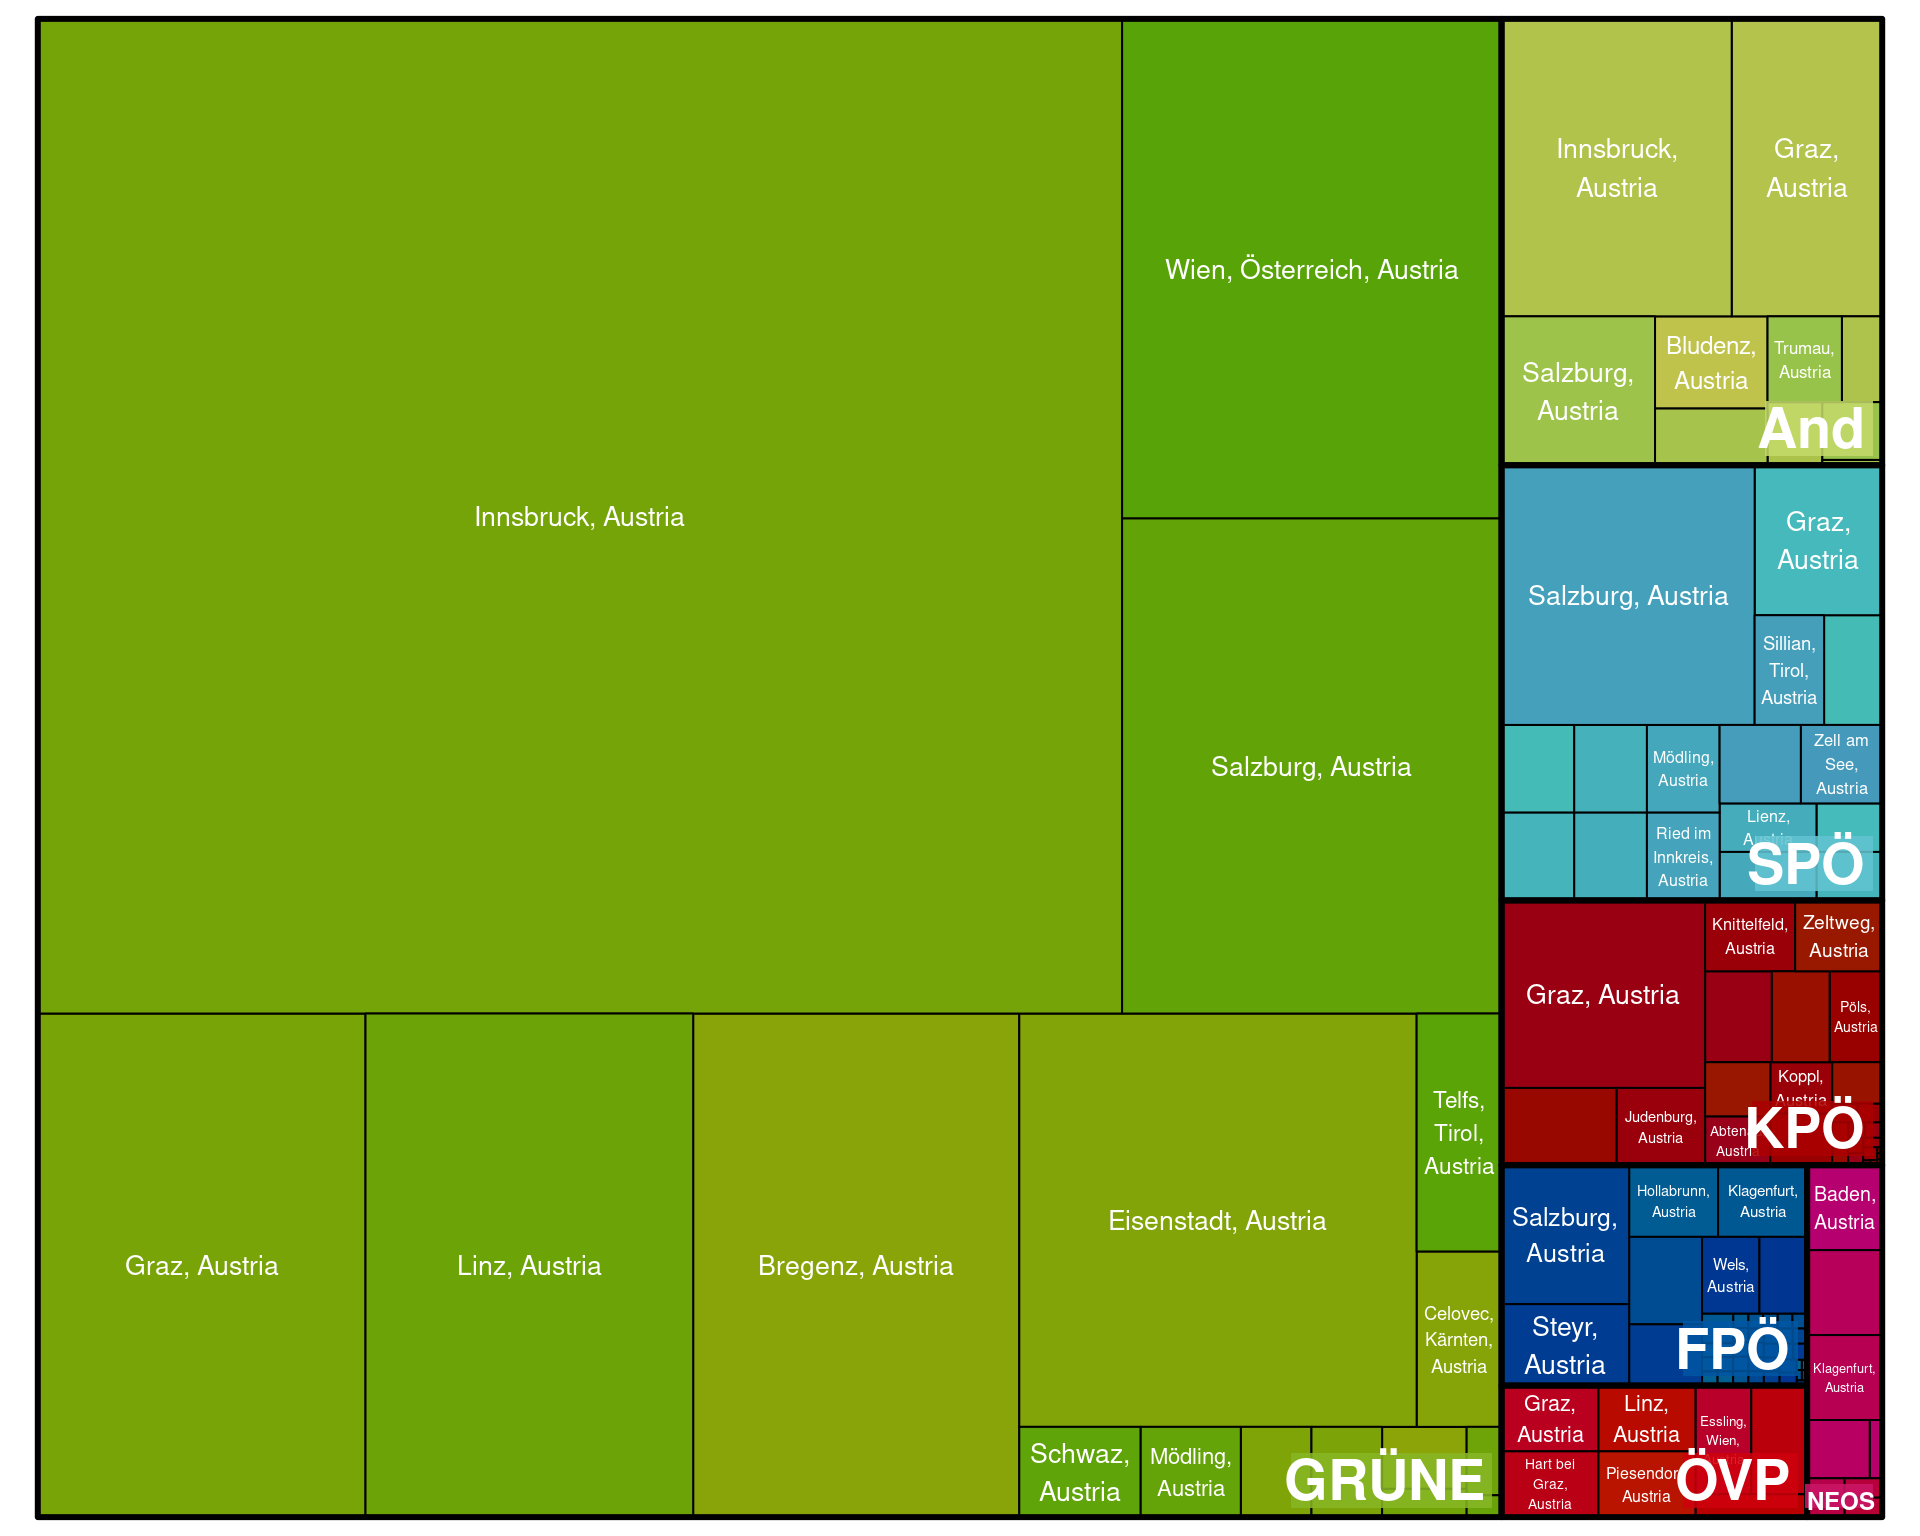 Innsbruck, Austria
Wien, Österreich, Austria
Salzburg, Austria
Graz, Austria
Linz, Austria
Bregenz, Austria
Eisenstadt, Austria
Telfs,
Tirol,
Austria
Celovec,
Kärnten,
Austria
Schwaz,
Austria
Mödling,
Austria
GRÜNE
Innsbruck,
Austria
Graz,
Austria
Salzburg,
Austria
Bludenz,
Austria
Trumau,
Austria
And
Salzburg, Austria
Graz,
Austria
Sillian,
Tirol,
Austria
Mödling,
Austria
Zell am
See,
Austria
Ried im
Innkreis,
Austria
Lienz,
Austria
SPÖ
Graz, Austria
Knittelfeld,
Austria
Zeltweg,
Austria
Pöls,
Austria
Koppl,
Austria
Judenburg,
Austria
Austria
KPÖ
Salzburg,
Austria
Hollabrunn,
Austria
Klagenfurt,
Austria
Wels,
Austria
Steyr,
Austria
FPÖ
Baden,
Austria
Klagenfurt,
Austria
NEOS
Graz,
Austria
Linz,
Austria
Essling,
Wien,
Hart bei
Graz,
Austria
Piesendorf,
Austria
ÖVP